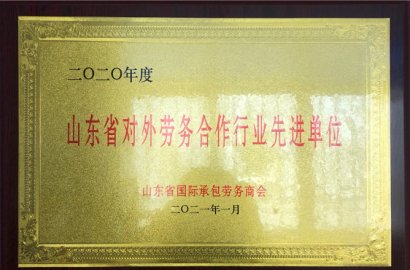 二〇二〇年度
山东省对外劳务合作行业先进单位
山东省国际承包劳务商会
二〇二一年一月